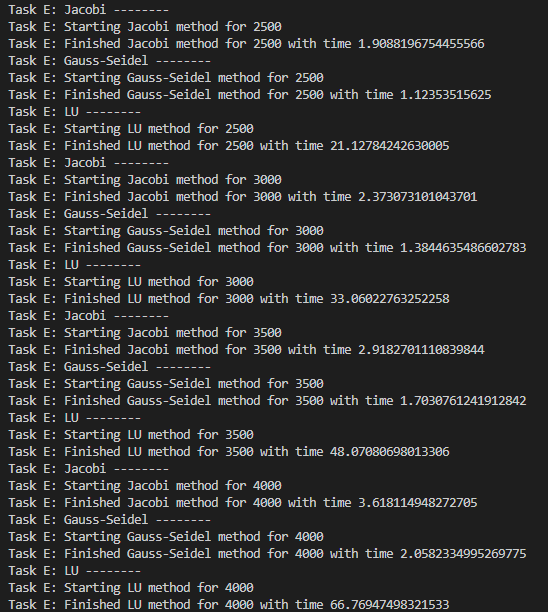 Task E: Jacobi --------
Task E: Starting Jacobi method for 2500
Task E: Finished Jacobi method for 2500 with time 1.9088196754455566
Task E: Gauss-Seidel --------
Task E: Starting Gauss-Seidel method for 2500
Task E: Finished Gauss-Seidel method for 2500 with time 1.12353515625
Task E: LU --------
Task E: Starting LU method for 2500
Task E: Finished LU method for 2500 with time 21.12784242630005
Task E: Jacobi --------
Task E: Starting Jacobi method for 3000
Task E: Finished Jacobi method for 3000 with time 2.373073101043701
Task E: Gauss-Seidel --------
Task E: Starting Gauss-Seidel method for 3000
Task E: Finished Gauss-Seidel method for 3000 with time 1.3844635486602783
Task E: LU --------
Task E: Starting LU method for 3000
Task E: Finished LU method for 3000 with time 33.06022763252258
Task E: Jacobi --------
Task E: Starting Jacobi method for 3500
Task E: Finished Jacobi method for 3500 with time 2.9182701110839844
Task E: Gauss-Seidel --------
Task E: Starting Gauss-Seidel method for 3500
Task E: Finished Gauss-Seidel method for 3500 with time 1.7030761241912842
Task E: LU --------
Task E: Starting LU method for 3500
Task E: Finished LU method for 3500 with time 48.07080698013306
Task E: Jacobi --------
Task E: Starting Jacobi method for 4000
Task E: Finished Jacobi method for 4000 with time 3.618114948272705
Task E: Gauss-Seidel --------
Task E: Starting Gauss-Seidel method for 4000
Task E: Finished Gauss-Seidel method for 4000 with time 2.0582334995269775
Task E: LU --------
Task E: Starting LU method for 4000
Task E: Finished LU method for 4000 with time 66.76947498321533